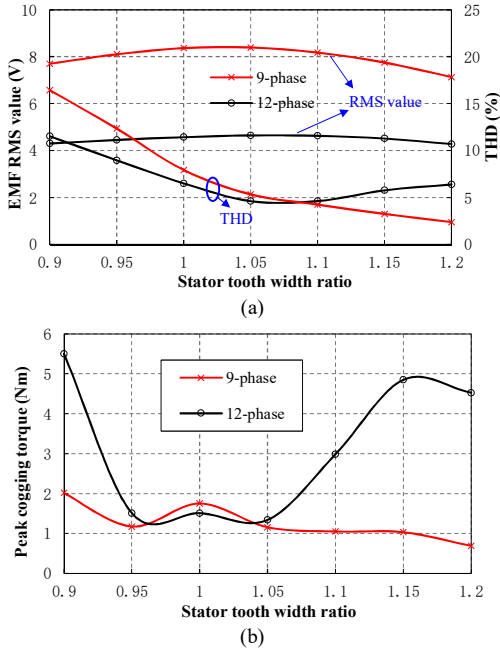 EMF RMS value (V)
10
8
6
4
2
0
25
20
15
10
5
0
THD (%)
9-phase
12-phase
RMS value
THD
0.9 0.95 1 1.05 1.1 1.15 1.2
Stator tooth width ratio
(a)
Peak cogging torque (Nm)
6
5
4
3
2
1
0
9-phase
12-phase
0.9 0.95 1 1.05 1.1 1.15 1.2
Stator tooth width ratio
(b)